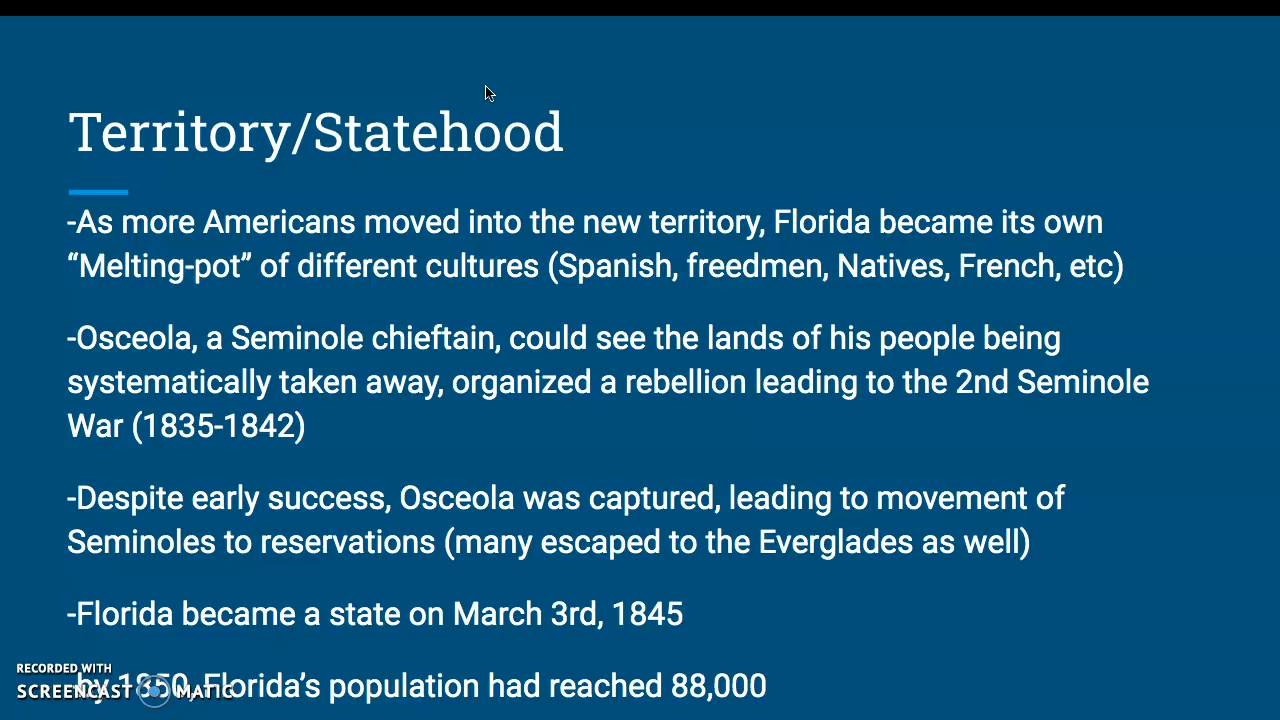 Territory/Statehood
-As more Americans moved into the new territory, Florida became its own
“Melting-pot” of different cultures (Spanish, freedmen, Natives, French, etc)
-Osceola, a Seminole chieftain, could see the lands of his people being
systematically taken away, organized a rebellion leading to the 2nd Seminole
War (1835-1842)
-Despite early success, Osceola was captured, leading to movement of
Seminoles to reservations (many escaped to the Everglades as well)
-Florida became a state on March 3rd, 1845
RECORDED WITH
-by 1850, Florida’s population had reached 88,000
SCREENCAST MATIC